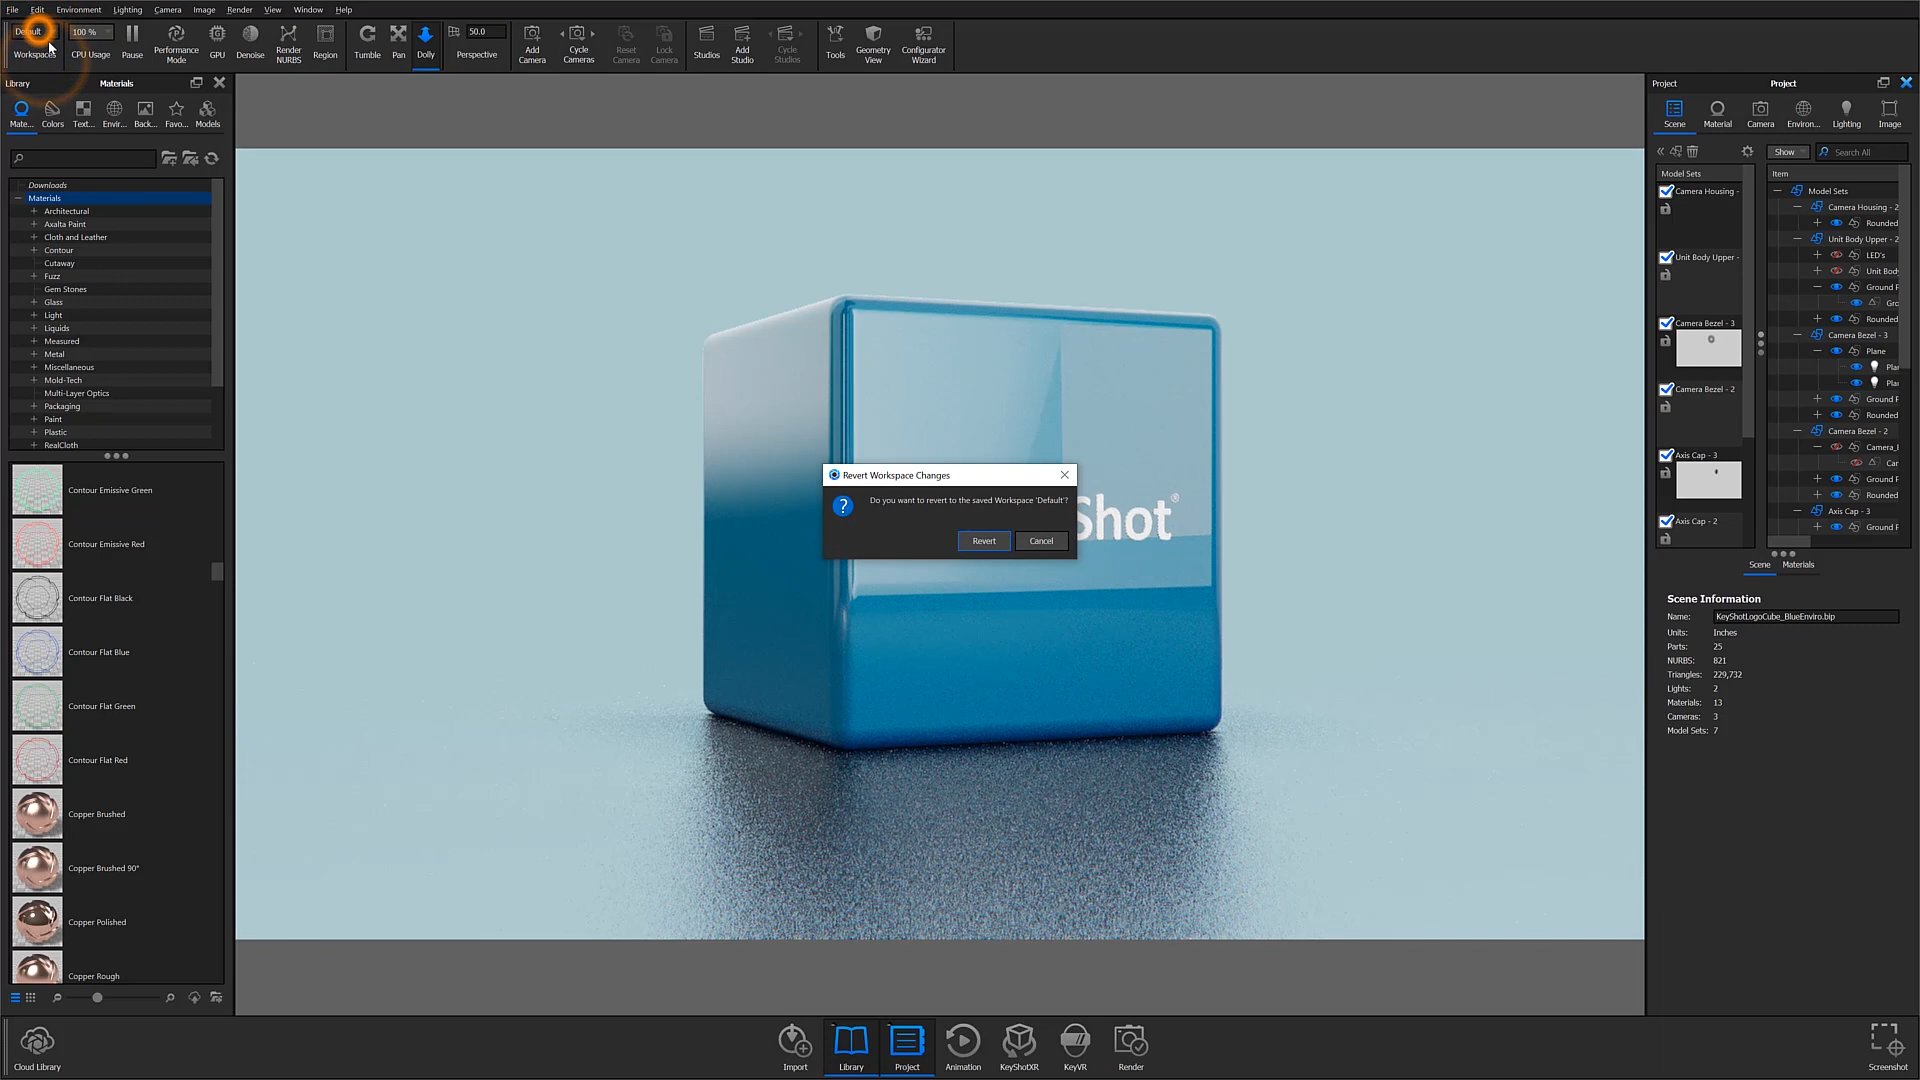 File Edit Environment Lighting Camera Image Render View Window Help
Default 100 % 50.0
Workspaces CPU Usage Pause Performance Mode GPU Denoise Render NURBS Region Tumble Pan Dolly Perspective Add Camera Cycle Cameras Reset Camera Lock Camera Studios Add Studio Cycle Studios Tools Geometry View Configurator Wizard
Library Materials
Mate... Colors Text... Envir... Back... Favo... Models
Downloads
Materials
Architectural
Axalta Paint
Cloth and Leather
Contour
Cutaway
Fuzz
Gem Stones
Glass
Light
Liquids
Measured
Metal
Miscellaneous
Mold-Tech
Multi-Layer Optics
Packaging
Paint
Plastic
RealCloth
Contour Emissive Green
Contour Emissive Red
Contour Flat Black
Contour Flat Blue
Contour Flat Green
Contour Flat Red
Copper Brushed
Copper Brushed 90°
Copper Polished
Copper Rough
Revert Workspace Changes
Do you want to revert to the saved Workspace 'Default'?
Revert Cancel
Shot®
Project Project
Scene Material Camera Environ... Lighting Image
Show Search All
Model Sets
Camera Housing -
Unit Body Upper -
Camera Bezel - 3
Camera Bezel - 2
Axis Cap - 3
Axis Cap - 2
Item
Model Sets
Camera Housing - 2
Rounded
Unit Body Upper - 2
LED's
Unit Body
Ground P
Gro
Rounded
Camera Bezel - 3
Plane
Plan
Plan
Ground P
Rounded
Camera Bezel - 2
Camera_B
Cam
Ground P
Rounded
Axis Cap - 3
Ground P
Scene Materials
Scene Information
Name: KeyShotLogoCube_BlueEnviro.bip
Units: Inches
Parts: 25
NURBS: 821
Triangles: 229,732
Lights: 2
Materials: 13
Cameras: 3
Model Sets: 7
Cloud Library Import Library Project Animation KeyShotXR KeyVR Render Screenshot